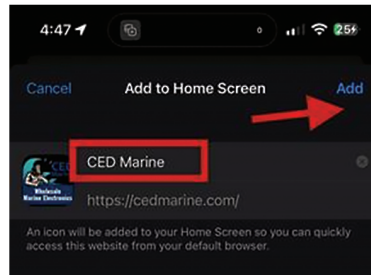 4:47
25
Cancel Add to Home Screen Add
CED Marine
CED
Wholesale
Marine Electronics
https://cedmarine.com/
An icon will be added to your Home Screen so you can quickly
access this website from your default browser.